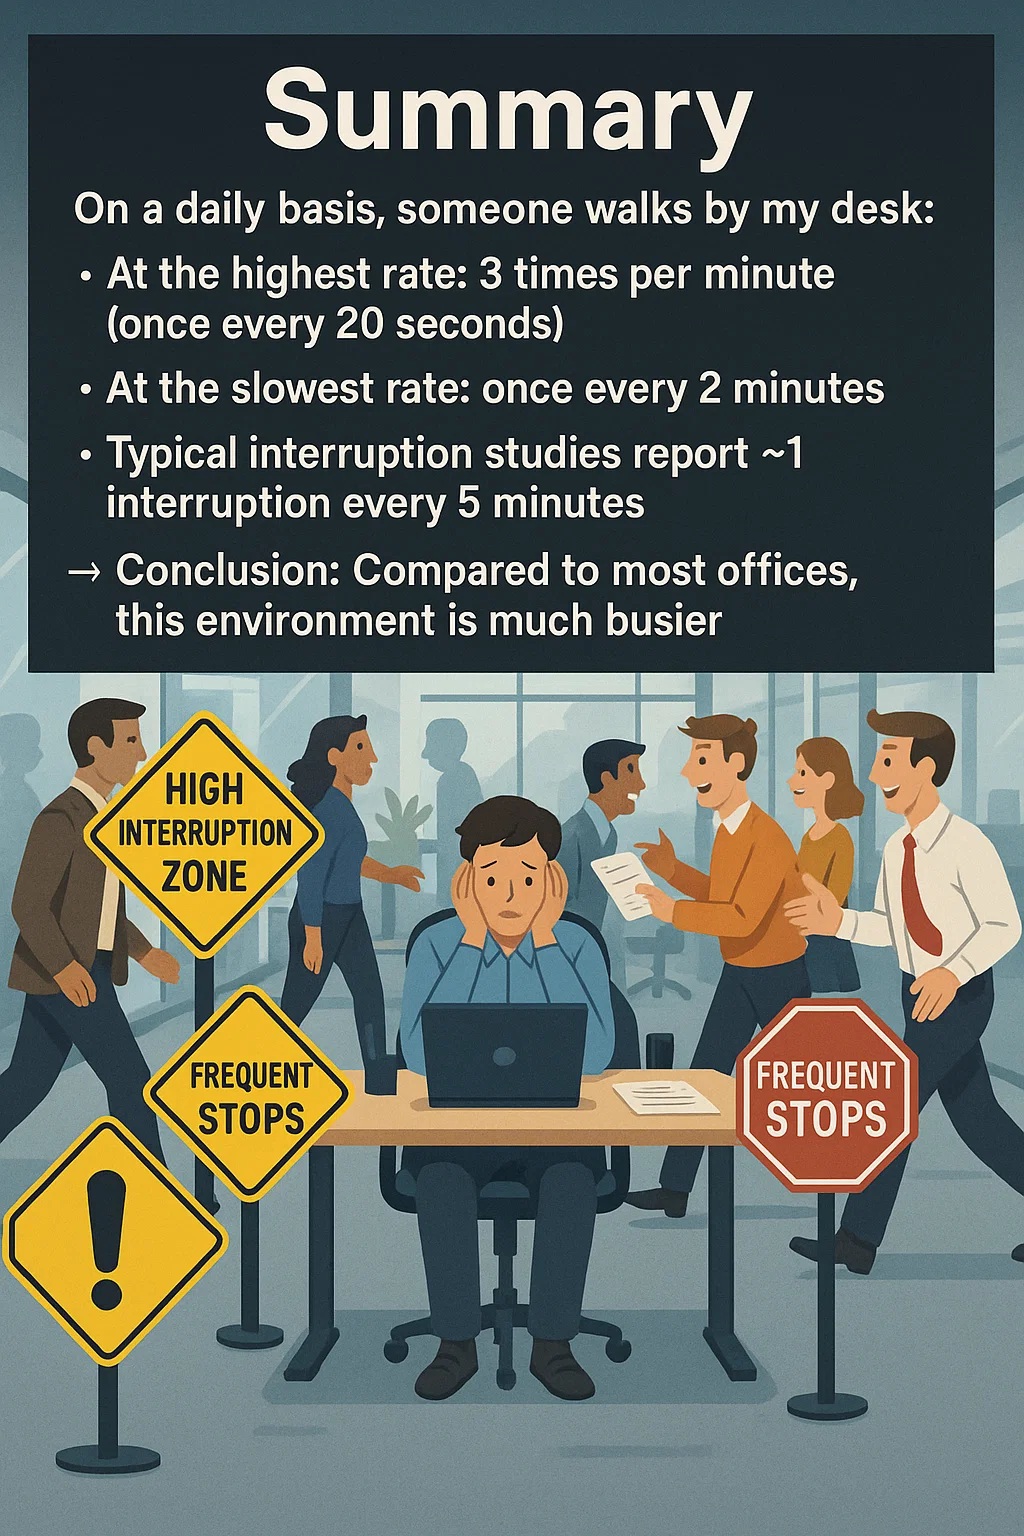 Summary
On a daily basis, someone walks by my desk:
• At the highest rate: 3 times per minute
(once every 20 seconds)
• At the slowest rate: once every 2 minutes
• Typical interruption studies report ~1
interruption every 5 minutes
→ Conclusion: Compared to most offices,
this environment is much busier
HIGH
INTERRUPTION
ZONE
FREQUENT
STOPS
FREQUENT
STOPS
!